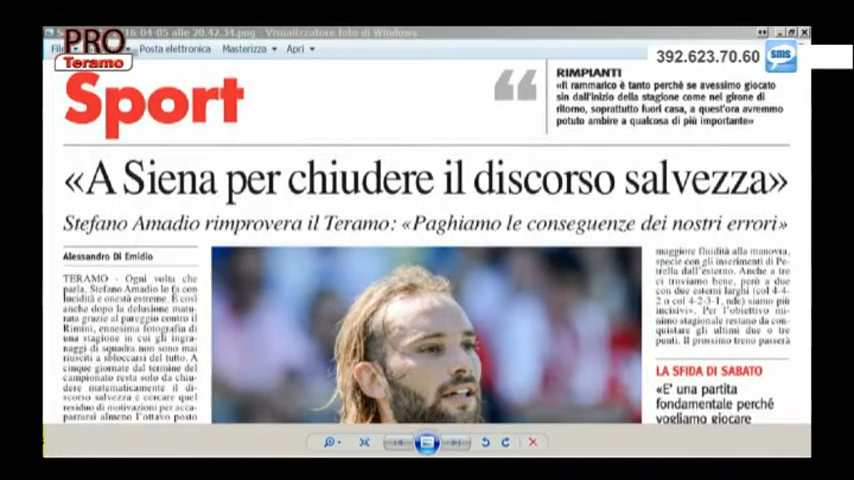 16-04-05 alle 20.42.34.png - Visualizzatore foto di Windows
PRO
Teramo
Posta elettronica Masterizza Apri
392.623.70.60
sms
Sport
RIMPIANTI
«Il rammarico è tanto perché se avessimo giocato
sin dall'inizio della stagione come nel girone di
ritorno, soprattutto fuori casa, a quest'ora avremmo
potuto ambire a qualcosa di più importante»
«A Siena per chiudere il discorso salvezza»
Stefano Amadio rimprovera il Teramo: «Paghiamo le conseguenze dei nostri errori»
Alessandro Di Emidio
TERAMO - Ogni volta che
parla, Stefano Amadio lo fa con
lucidità e onestà estreme. E così
anche dopo la delusione matu-
rata grazie al pareggio contro il
Rimini, ennesima fotografia di
una stagione in cui gli ingra-
naggi di squadra non sono mai
riusciti a sbloccarsi del tutto. A
cinque giornate dal termine del
campionato resta solo da chiu-
dere matematicamente il di-
scorso salvezza e cercare quel
residuo di motivazioni per acca-
parrarsi almeno l'ottavo posto
maggiore fluidità alla manovra,
specie con gli inserimenti di Pe-
trella dall'esterno. Anche a tre
ci troviamo bene, però a due
con due esterni larghi (col 4-4-
2 o col 4-2-3-1, ndc) siamo più
incisivi». Per l'obiettivo mi-
nimo stagionale restano da con-
quistare gli ultimi due o tre
punti. Il prossimo treno passerà
LA SFIDA DI SABATO
«E' una partita
fondamentale perché
vogliamo giocare